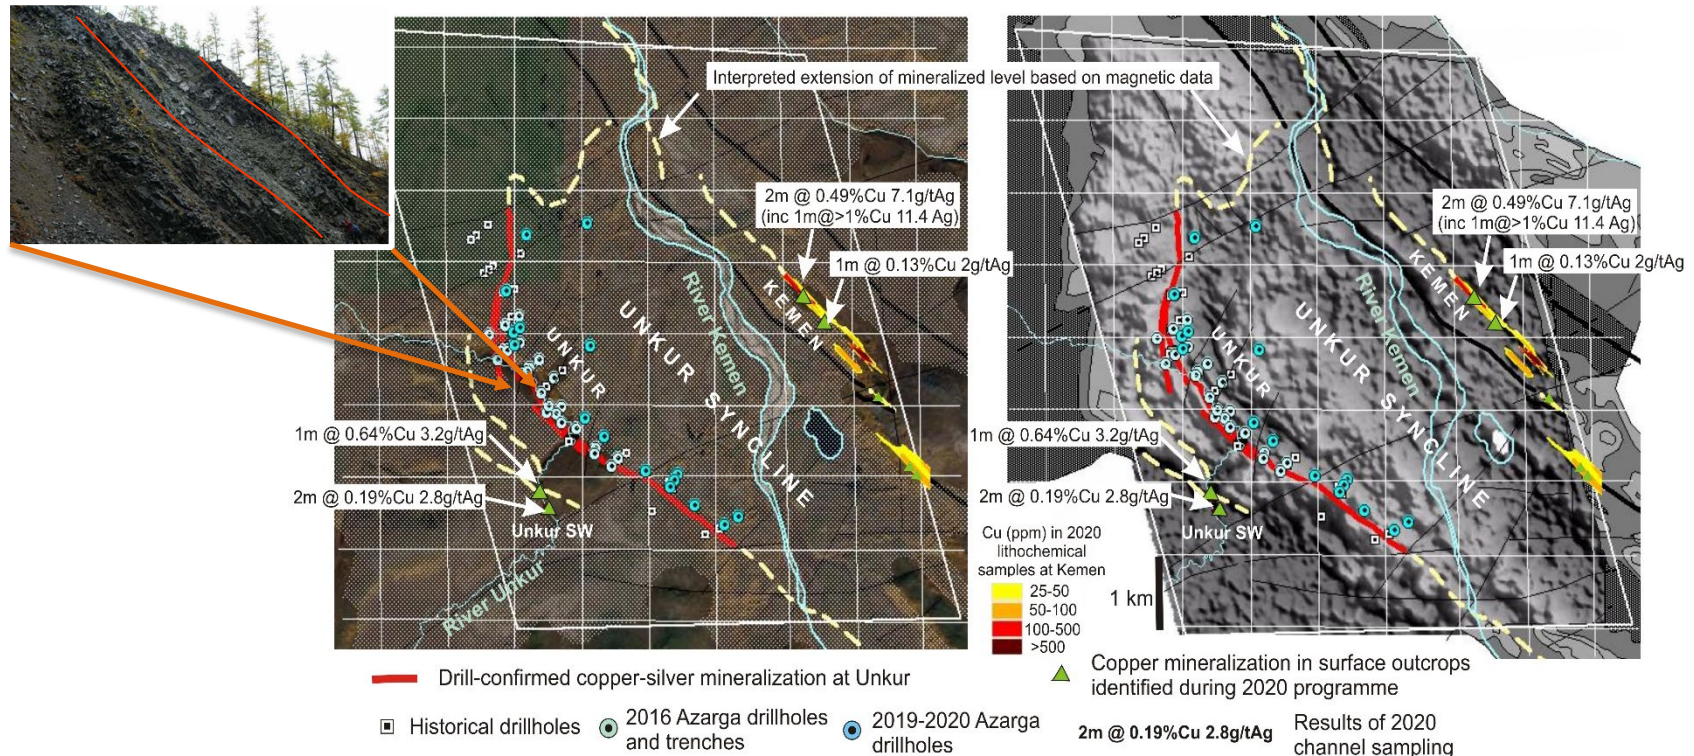 Interpreted extension of mineralized level based on magnetic data
2m @ 0.49%Cu 7.1g/tAg
(inc 1m@>1%Cu 11.4 Ag)
1m @ 0.13%Cu 2g/tAg
KEMEN
River Kemen
UNKUR
UNKUR SYNCLINE
1m @ 0.64%Cu 3.2g/tAg
2m @ 0.19%Cu 2.8g/tAg
Unkur SW
River Unkur
2m @ 0.49%Cu 7.1g/tAg
(inc 1m@>1%Cu 11.4 Ag)
1m @ 0.13%Cu 2g/tAg
KEMEN
River Kemen
UNKUR
UNKUR SYNCLINE
1m @ 0.64%Cu 3.2g/tAg
2m @ 0.19%Cu 2.8g/tAg
Unkur SW
Cu (ppm) in 2020
lithochemical
samples at Kemen
25-50
50-100
100-500
>500
1 km
Drill-confirmed copper-silver mineralization at Unkur
Copper mineralization in surface outcrops
identified during 2020 programme
Historical drillholes
2016 Azarga drillholes
and trenches
2019-2020 Azarga
drillholes
2m @ 0.19%Cu 2.8g/tAg
Results of 2020
channel sampling